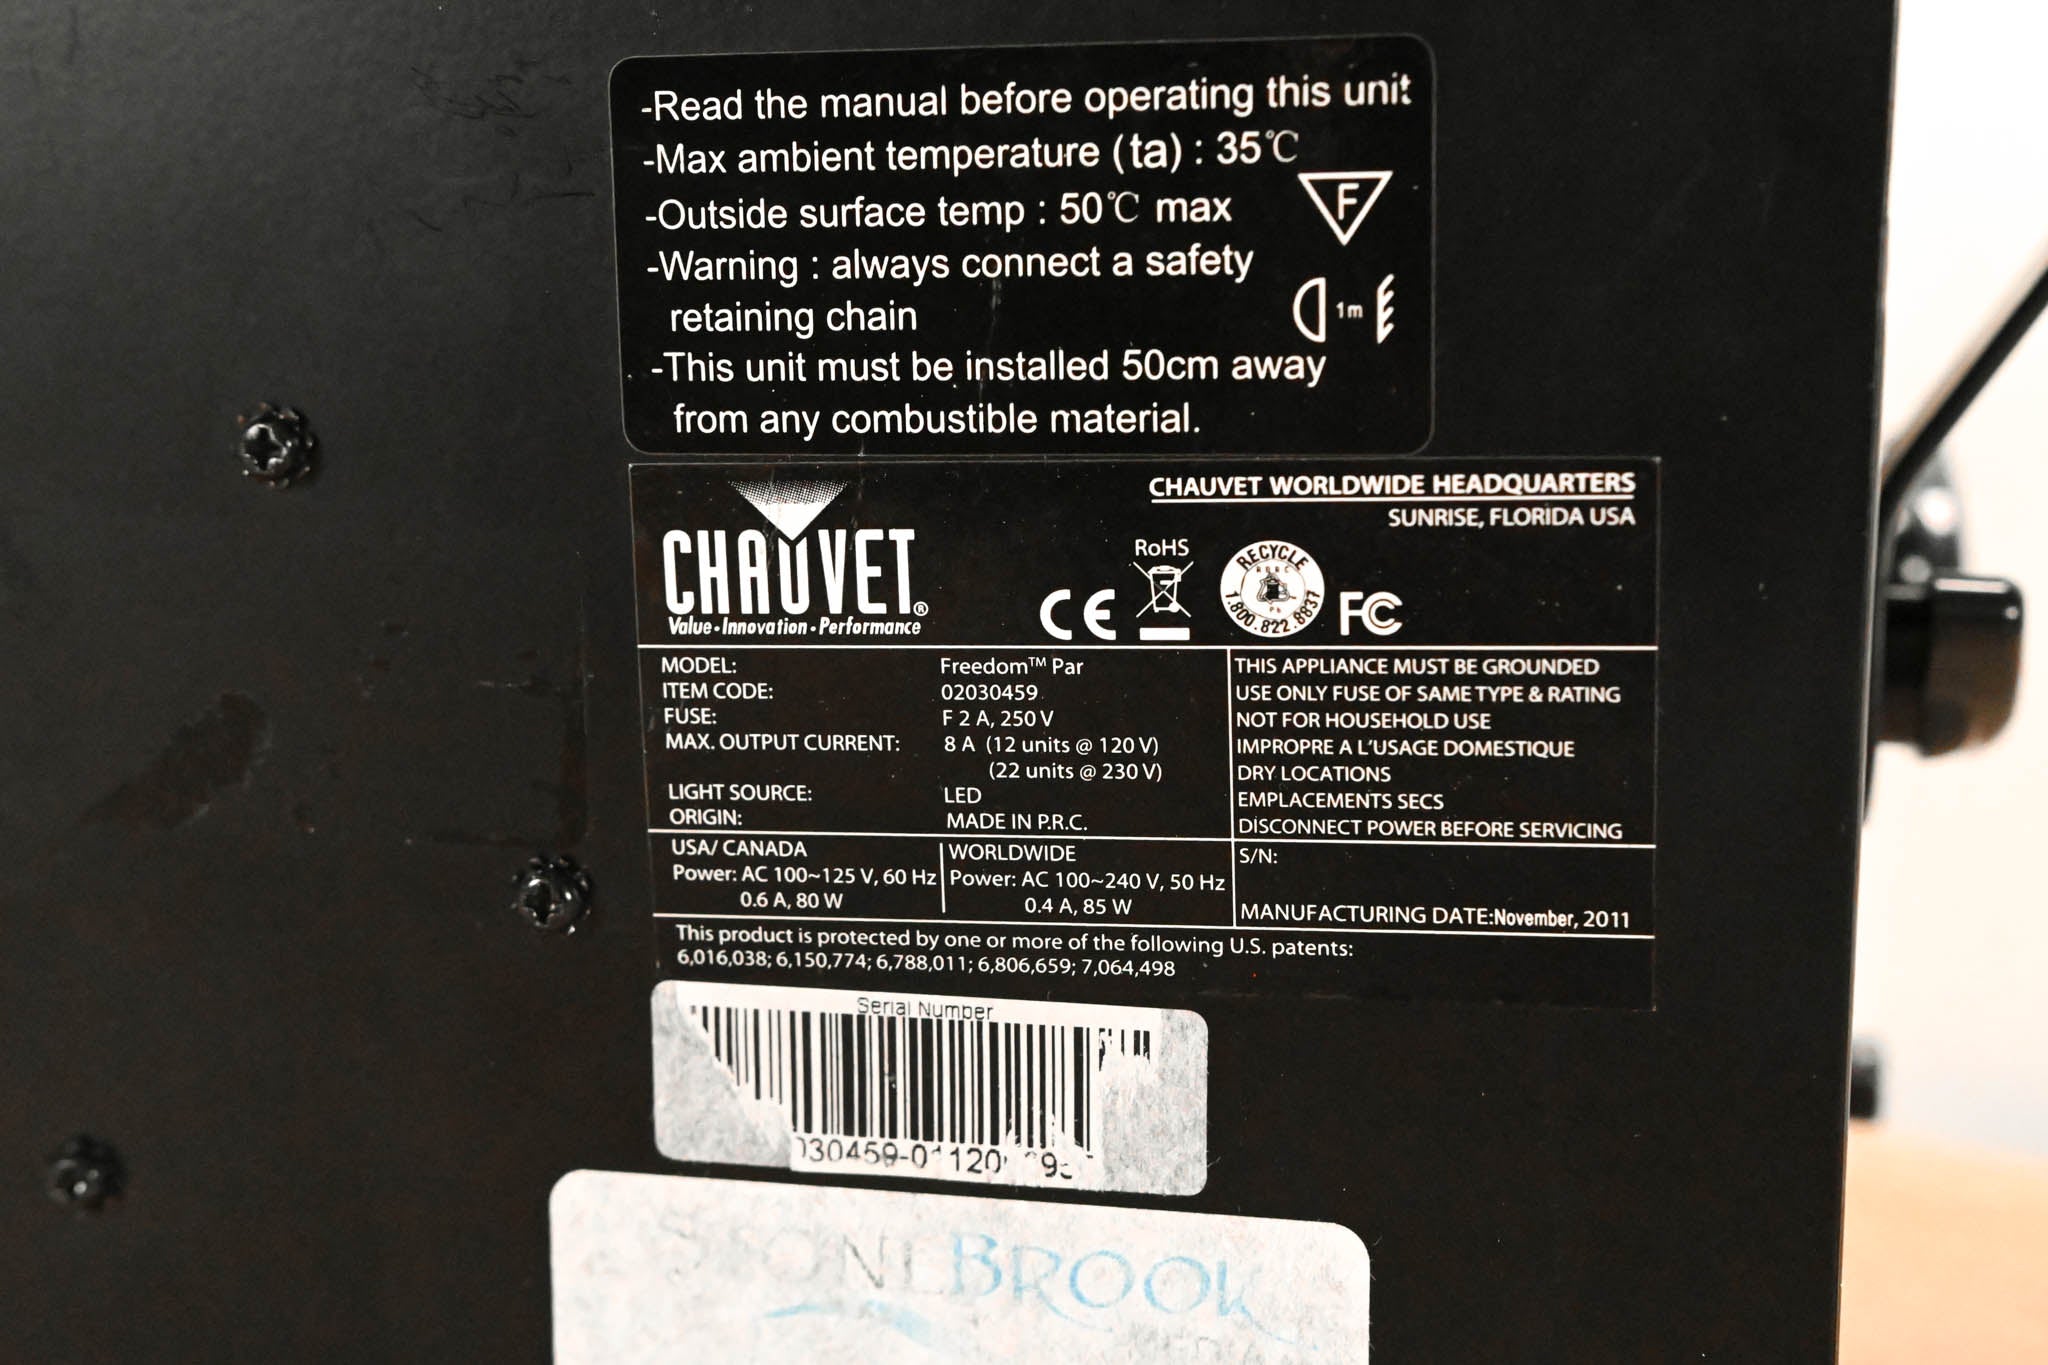 -Read the manual before operating this unit
-Max ambient temperature (ta) : 35℃
-Outside surface temp : 50℃ max
F
-Warning : always connect a safety
retaining chain
1m
-This unit must be installed 50cm away
from any combustible material.
CHAUVET WORLDWIDE HEADQUARTERS
SUNRISE, FLORIDA USA
CHAUVET®
Value • Innovation • Performance
CE
RoHS
RECYCLE
1.800.822.8837
FC
MODEL: Freedom™ Par
ITEM CODE: 02030459
FUSE: F 2 A, 250 V
MAX. OUTPUT CURRENT: 8 A (12 units @ 120 V)
(22 units @ 230 V)
LIGHT SOURCE: LED
ORIGIN: MADE IN P.R.C.
THIS APPLIANCE MUST BE GROUNDED
USE ONLY FUSE OF SAME TYPE & RATING
NOT FOR HOUSEHOLD USE
IMPROPRE A L'USAGE DOMESTIQUE
DRY LOCATIONS
EMPLACEMENTS SECS
DISCONNECT POWER BEFORE SERVICING
USA/ CANADA
Power: AC 100~125 V, 60 Hz
0.6 A, 80 W
WORLDWIDE
Power: AC 100~240 V, 50 Hz
0.4 A, 85 W
S/N:
MANUFACTURING DATE:November, 2011
This product is protected by one or more of the following U.S. patents:
6,016,038; 6,150,774; 6,788,011; 6,806,659; 7,064,498
Serial Number
STONEBROOK